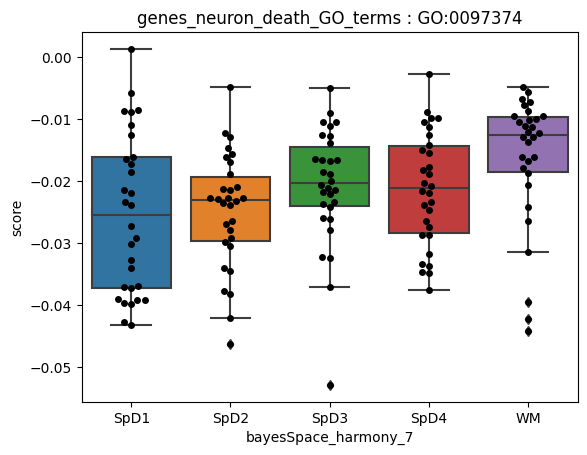 genes_neuron_death_GO_terms : GO:0097374
0.00
−0.01
−0.02
−0.03
−0.04
−0.05
score
SpD1 SpD2 SpD3 SpD4 WM
bayesSpace_harmony_7